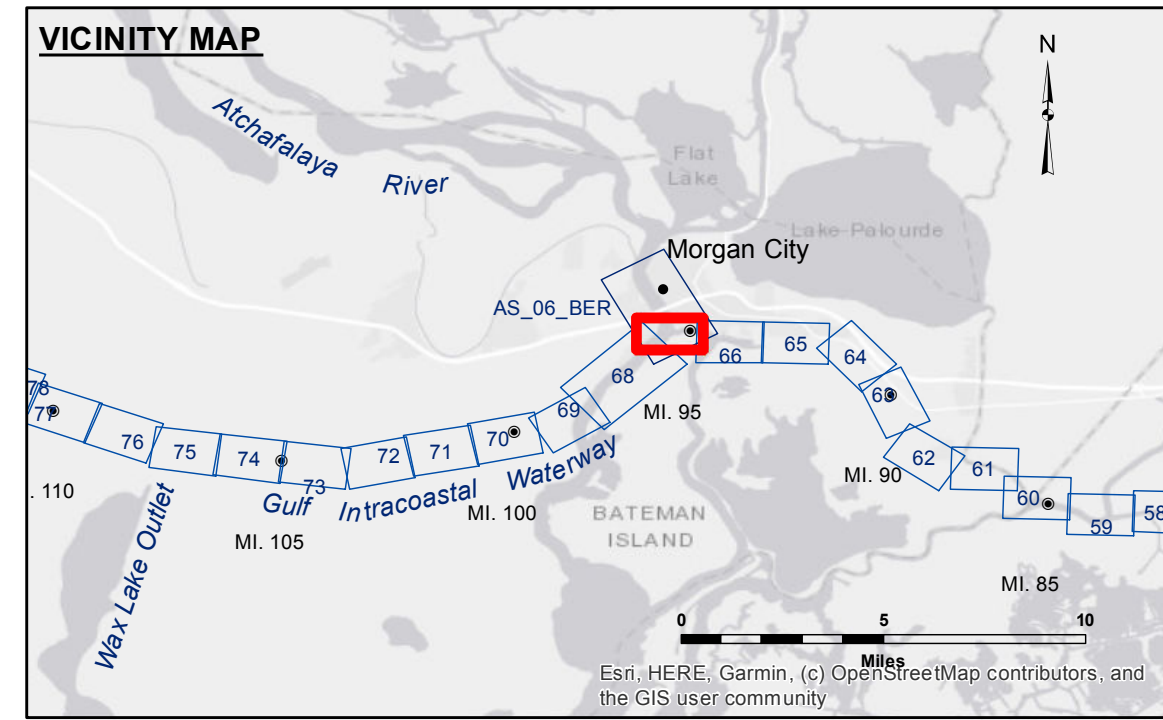 VICINITY MAP
N
Atchafalaya
River
Flat
Lake
Lake Palourde
Morgan City
AS_06_BER
66
65
64
63
68
MI. 95
78
77
69
76
75
74
73
72
71
70
62
61
60
59
58
MI. 90
. 110
Wax Lake Outlet
Gulf Intracoastal Waterway
MI. 100
MI. 105
BATEMAN
ISLAND
MI. 85
0 5 10
Miles
Esri, HERE, Garmin, (c) OpenStreetMap contributors, and
the GIS user community